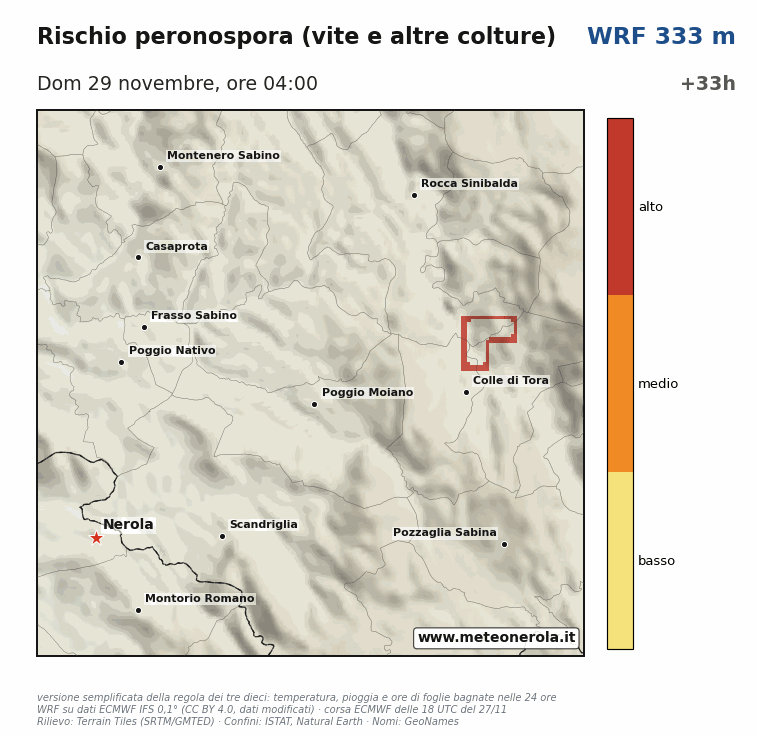 Rischio peronospora (vite e altre colture) WRF 333 m
Dom 29 novembre, ore 04:00 +33h
Montenero Sabino
Rocca Sinibalda
alto
Casaprota
Frasso Sabino
Poggio Nativo
Colle di Tora
medio
Poggio Moiano
Nerola
Scandriglia
Pozzaglia Sabina
basso
Montorio Romano
www.meteonerola.it
versione semplificata della regola dei tre dieci: temperatura, pioggia e ore di foglie bagnate nelle 24 ore
WRF su dati ECMWF IFS 0,1° (CC BY 4.0, dati modificati) · corsa ECMWF delle 18 UTC del 27/11
Rilievo: Terrain Tiles (SRTM/GMTED) · Confini: ISTAT, Natural Earth · Nomi: GeoNames